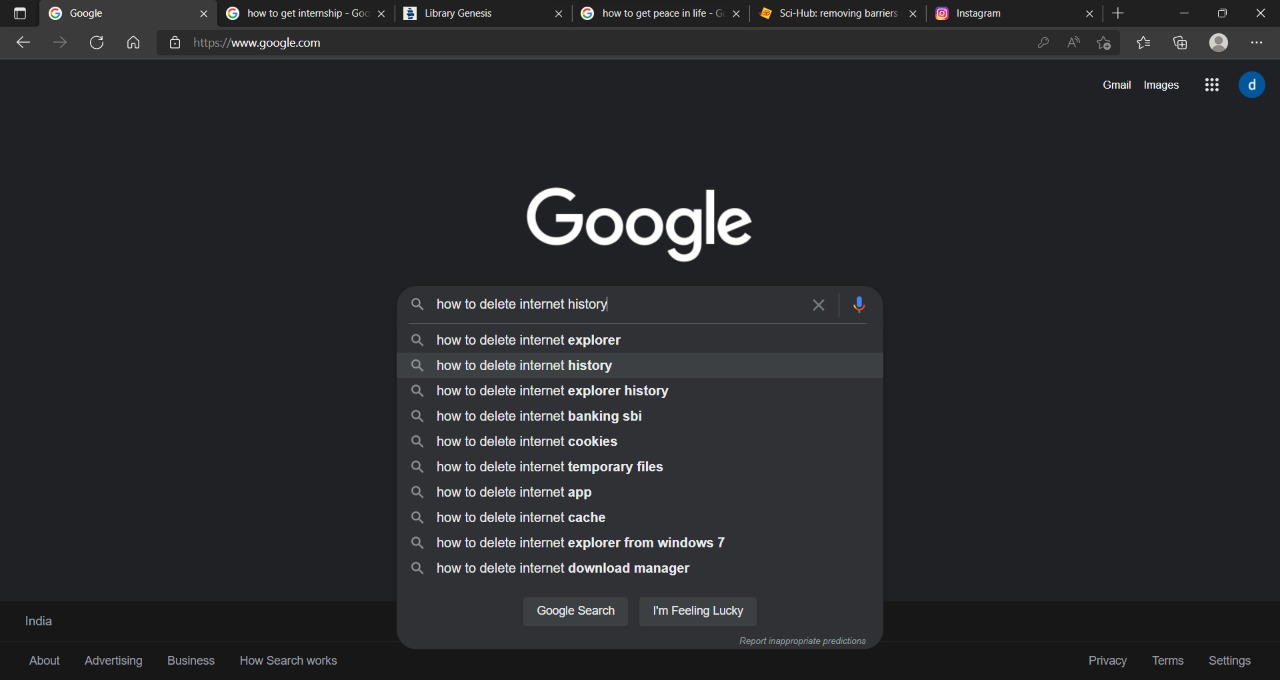 Google
how to get internship - Goo
Library Genesis
how to get peace in life - G
Sci-Hub: removing barriers
Instagram
https://www.google.com
Gmail Images
d
Google
how to delete internet history
how to delete internet explorer
how to delete internet history
how to delete internet explorer history
how to delete internet banking sbi
how to delete internet cookies
how to delete internet temporary files
how to delete internet app
how to delete internet cache
how to delete internet explorer from windows 7
how to delete internet download manager
Google Search I'm Feeling Lucky
Report inappropriate predictions
India
About Advertising Business How Search works Privacy Terms Settings